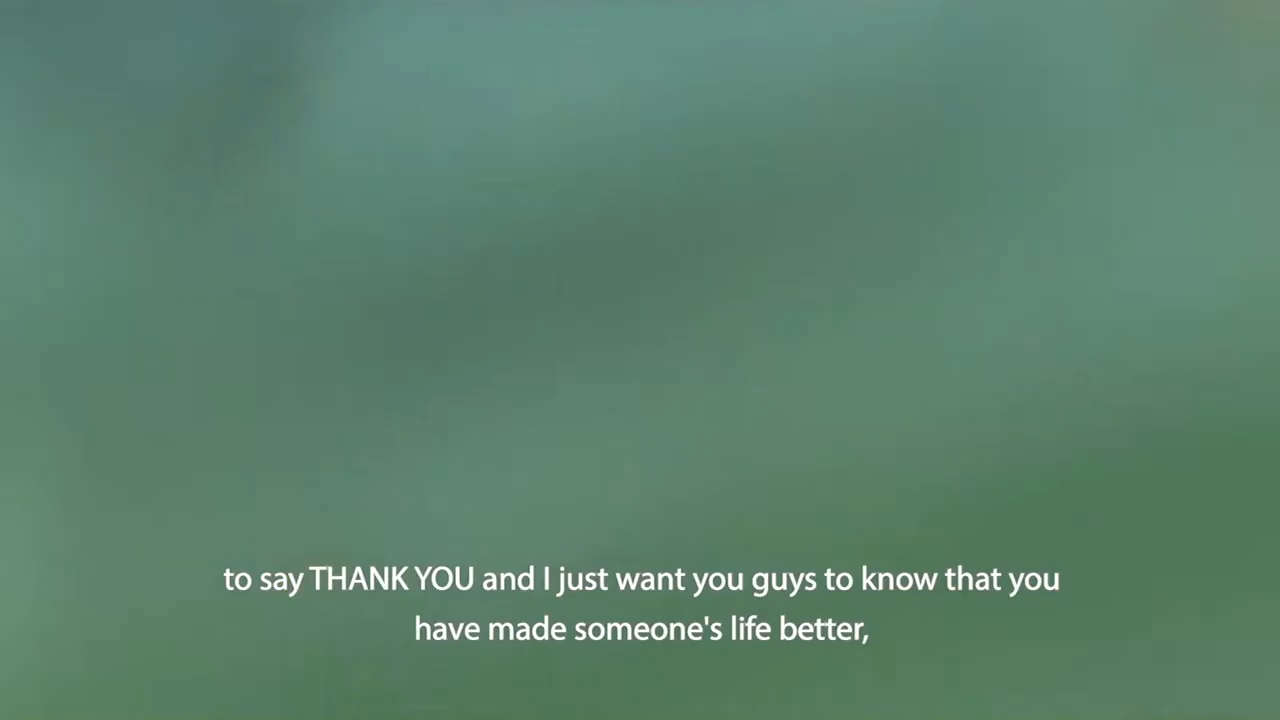 to say THANK YOU and I just want you guys to know that you
have made someone's life better,